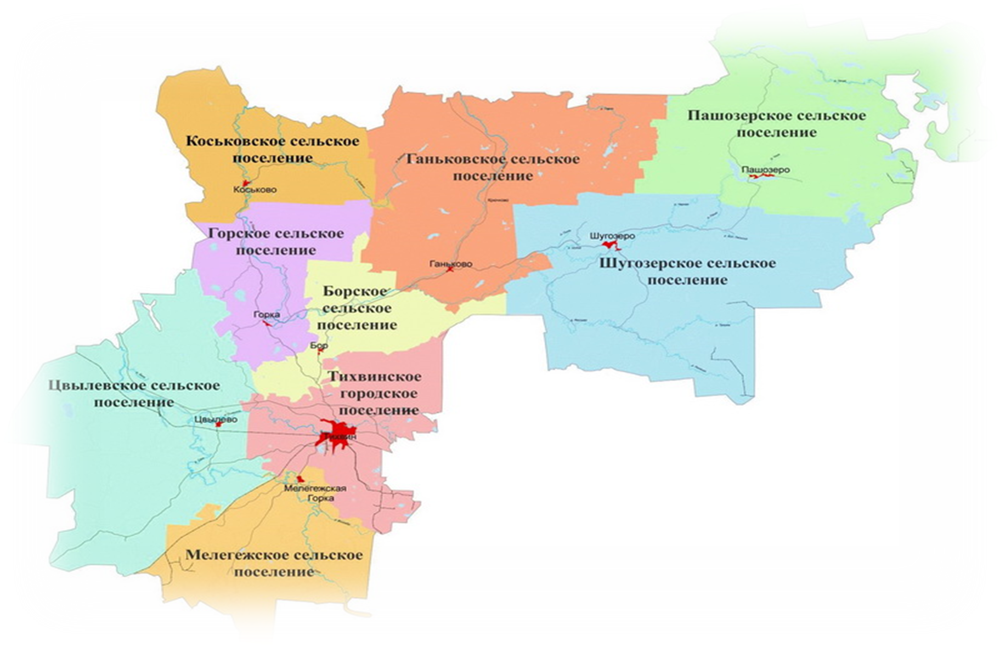 Пашозерское сельское
поселение
Коськовское сельское
поселение
Ганьковское сельское
поселение
Пашозеро
Коськово
Крючково
Горское сельское
поселение
Шугозеро
Шугозерское сельское
поселение
Ганьково
Борское
сельское
поселение
Горка
Бор
Тихвинское
городское
поселение
Цвылевское сельское
поселение
Цвылево
Тихвин
Мелегежская
Горка
Мелегежское сельское
поселение